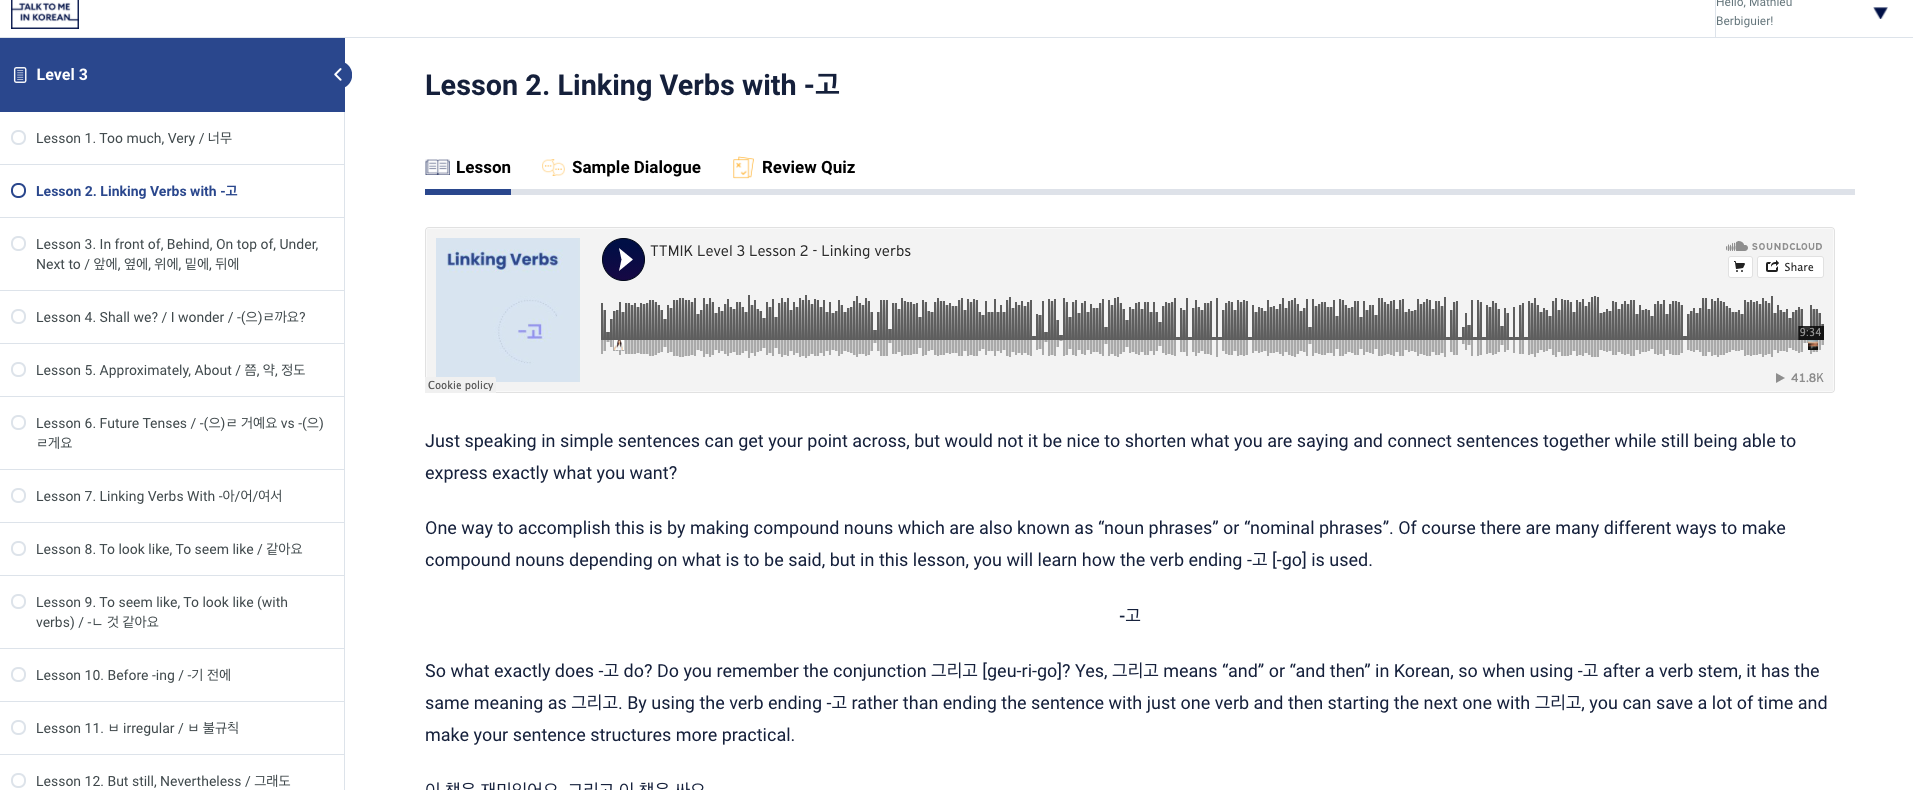 TALK TO ME
IN KOREAN
Hello, Mathieu
Berbiguier!
Level 3
Lesson 1. Too much, Very / 너무
Lesson 2. Linking Verbs with -고
Lesson 3. In front of, Behind, On top of, Under,
Next to / 앞에, 옆에, 위에, 밑에, 뒤에
Lesson 4. Shall we? / I wonder / -(으)ㄹ까요?
Lesson 5. Approximately, About / 쯤, 약, 정도
Lesson 6. Future Tenses / -(으)ㄹ 거예요 vs -(으)
ㄹ게요
Lesson 7. Linking Verbs With -아/어/여서
Lesson 8. To look like, To seem like / 같아요
Lesson 9. To seem like, To look like (with
verbs) / -ㄴ 것 같아요
Lesson 10. Before -ing / -기 전에
Lesson 11. ㅂ irregular / ㅂ 불규칙
Lesson 12. But still, Nevertheless / 그래도
Lesson 2. Linking Verbs with -고
Lesson
Sample Dialogue
Review Quiz
Linking Verbs
-고
Cookie policy
TTMIK Level 3 Lesson 2 - Linking verbs
SOUNDCLOUD
Share
9:34
41.8K
Just speaking in simple sentences can get your point across, but would not it be nice to shorten what you are saying and connect sentences together while still being able to
express exactly what you want?
One way to accomplish this is by making compound nouns which are also known as “noun phrases” or “nominal phrases”. Of course there are many different ways to make
compound nouns depending on what is to be said, but in this lesson, you will learn how the verb ending -고 [-go] is used.
-고
So what exactly does -고 do? Do you remember the conjunction 그리고 [geu-ri-go]? Yes, 그리고 means “and” or “and then” in Korean, so when using -고 after a verb stem, it has the
same meaning as 그리고. By using the verb ending -고 rather than ending the sentence with just one verb and then starting the next one with 그리고, you can save a lot of time and
make your sentence structures more practical.
이 책은 재미있어요. 그리고 이 책은 싸요.